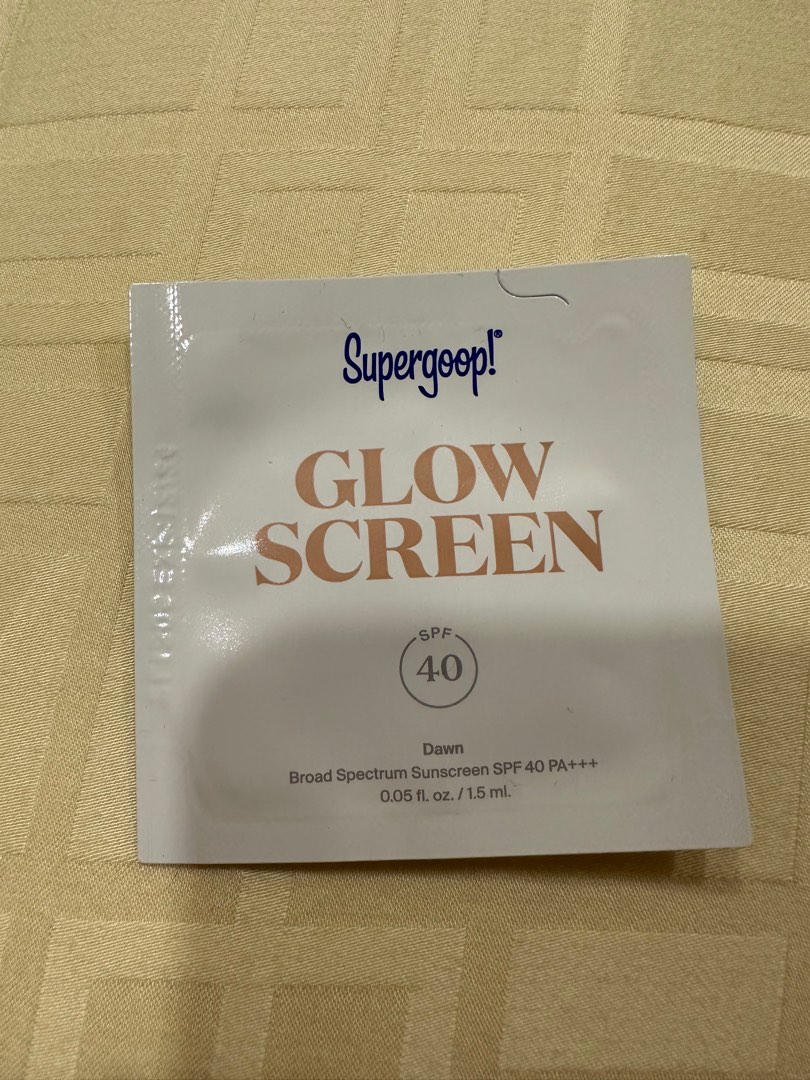 Supergoop!®
GLOW
SCREEN
SPF
40
Dawn
Broad Spectrum Sunscreen SPF 40 PA+++
0.05 fl. oz. / 1.5 ml.